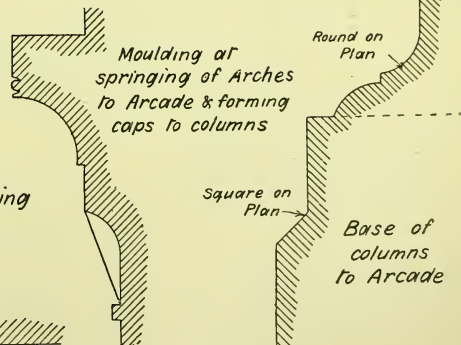 Moulding at
springing of Arches
to Arcade & forming
caps to columns
Round on
Plan
Square on
Plan
ing
Base of
columns
to Arcade